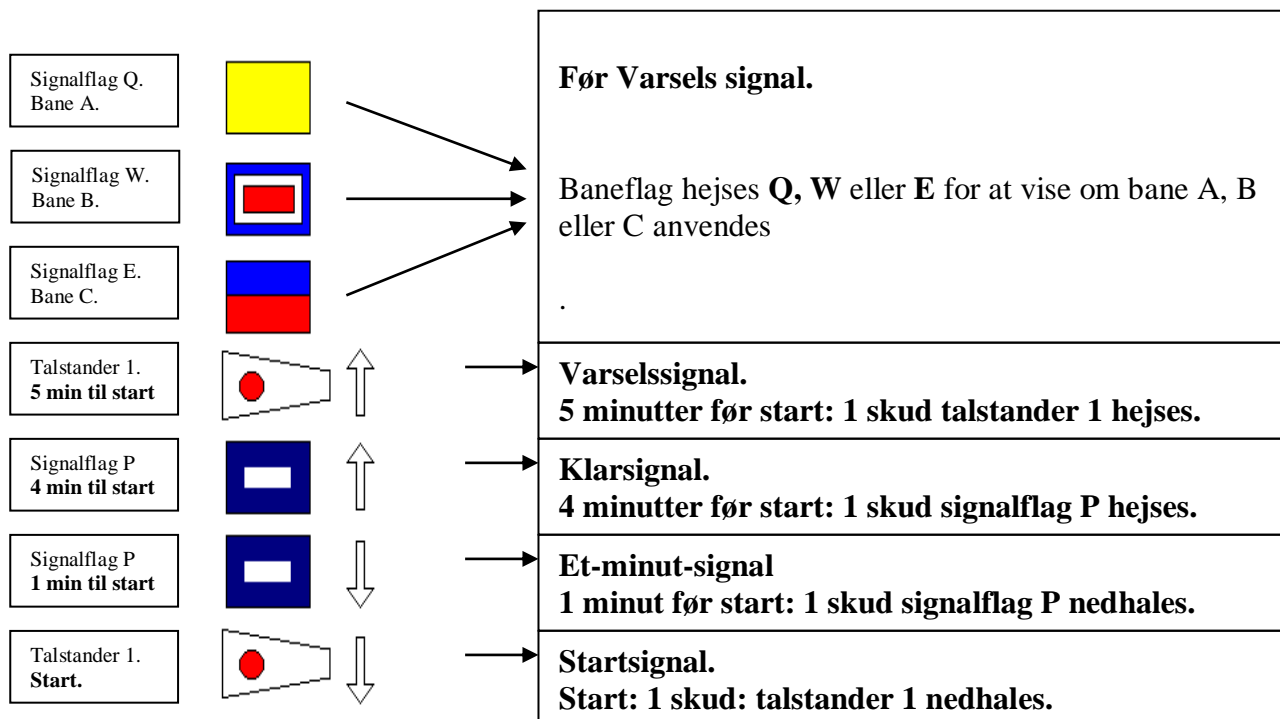 Signalflag Q.
Bane A.
Signalflag W.
Bane B.
Signalflag E.
Bane C.
Før Varsels signal.
Baneflag hejses Q, W eller E for at vise om bane A, B
eller C anvendes
.
Talstander 1.
5 min til start
Varselssignal.
5 minutter før start: 1 skud talstander 1 hejses.
Signalflag P
4 min til start
Klarsignal.
4 minutter før start: 1 skud signalflag P hejses.
Signalflag P
1 min til start
Et-minut-signal
1 minut før start: 1 skud signalflag P nedhales.
Talstander 1.
Start.
Startsignal.
Start: 1 skud: talstander 1 nedhales.